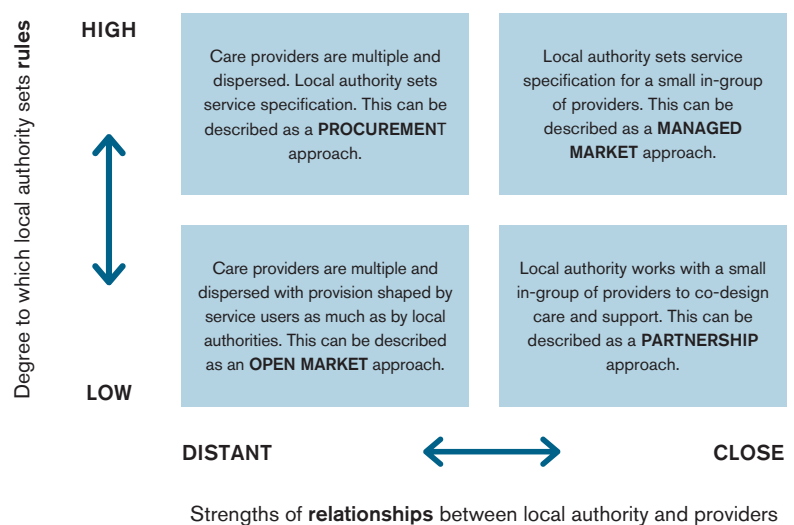 Degree to which local authority sets rules
HIGH
Care providers are multiple and
dispersed. Local authority sets
service specification. This can be
described as a PROCUREMENT
approach.
Local authority sets service
specification for a small in-group
of providers. This can be
described as a MANAGED
MARKET approach.
Care providers are multiple and
dispersed with provision shaped by
service users as much as by local
authorities. This can be described
as an OPEN MARKET approach.
Local authority works with a small
in-group of providers to co-design
care and support. This can be
described as a PARTNERSHIP
approach.
LOW
DISTANT
CLOSE
Strengths of relationships between local authority and providers